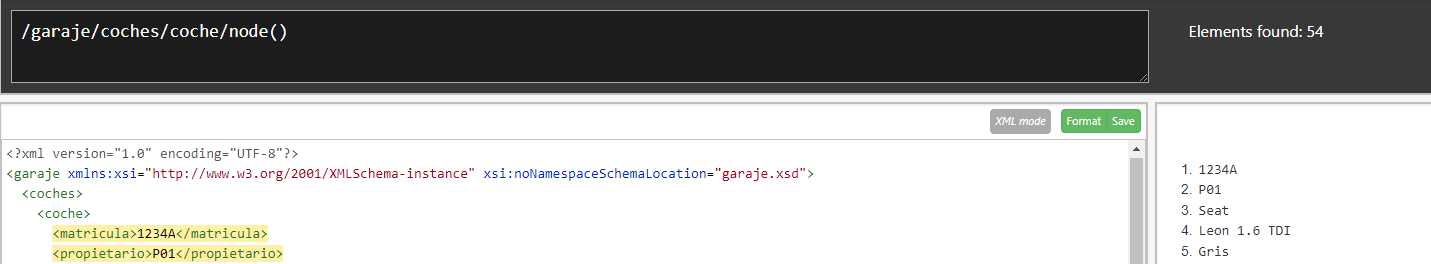 /garaje/coches/coche/node()
Elements found: 54
XML mode Format Save
<?xml version="1.0" encoding="UTF-8"?>
<garaje xmlns:xsi="http://www.w3.org/2001/XMLSchema-instance" xsi:noNamespaceSchemaLocation="garaje.xsd">
<coches>
<coche>
<matricula>1234A</matricula>
<propietario>P01</propietario>
1. 1234A
2. P01
3. Seat
4. Leon 1.6 TDI
5. Gris